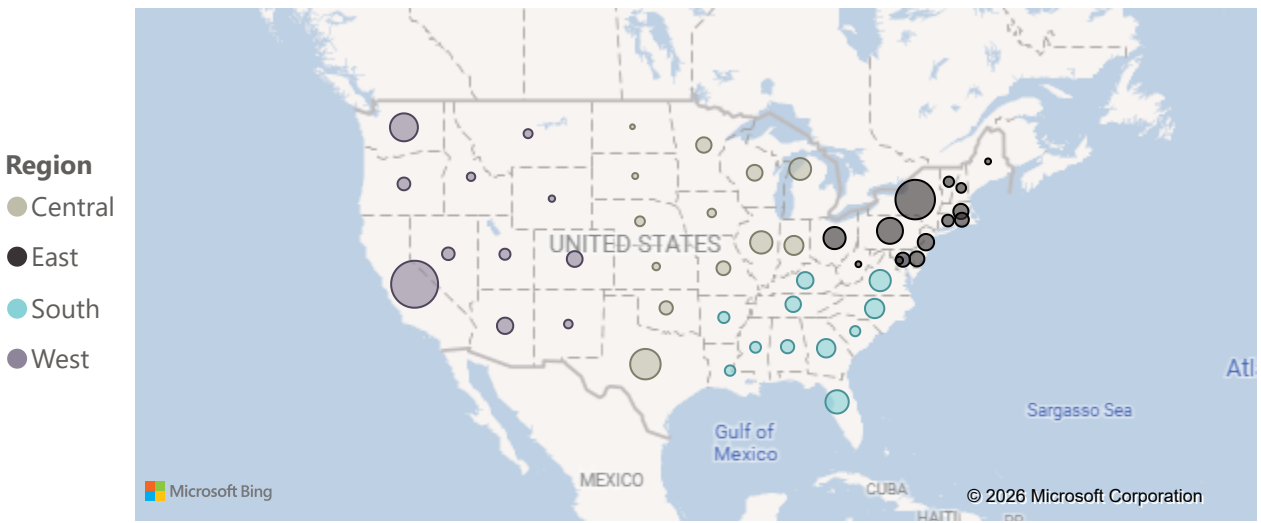 Region
Central
East
South
West
UNITED STATES
Atl
Sargasso Sea
Gulf of
Mexico
MEXICO
CUBA
HAITI
PR
Microsoft Bing
© 2026 Microsoft Corporation